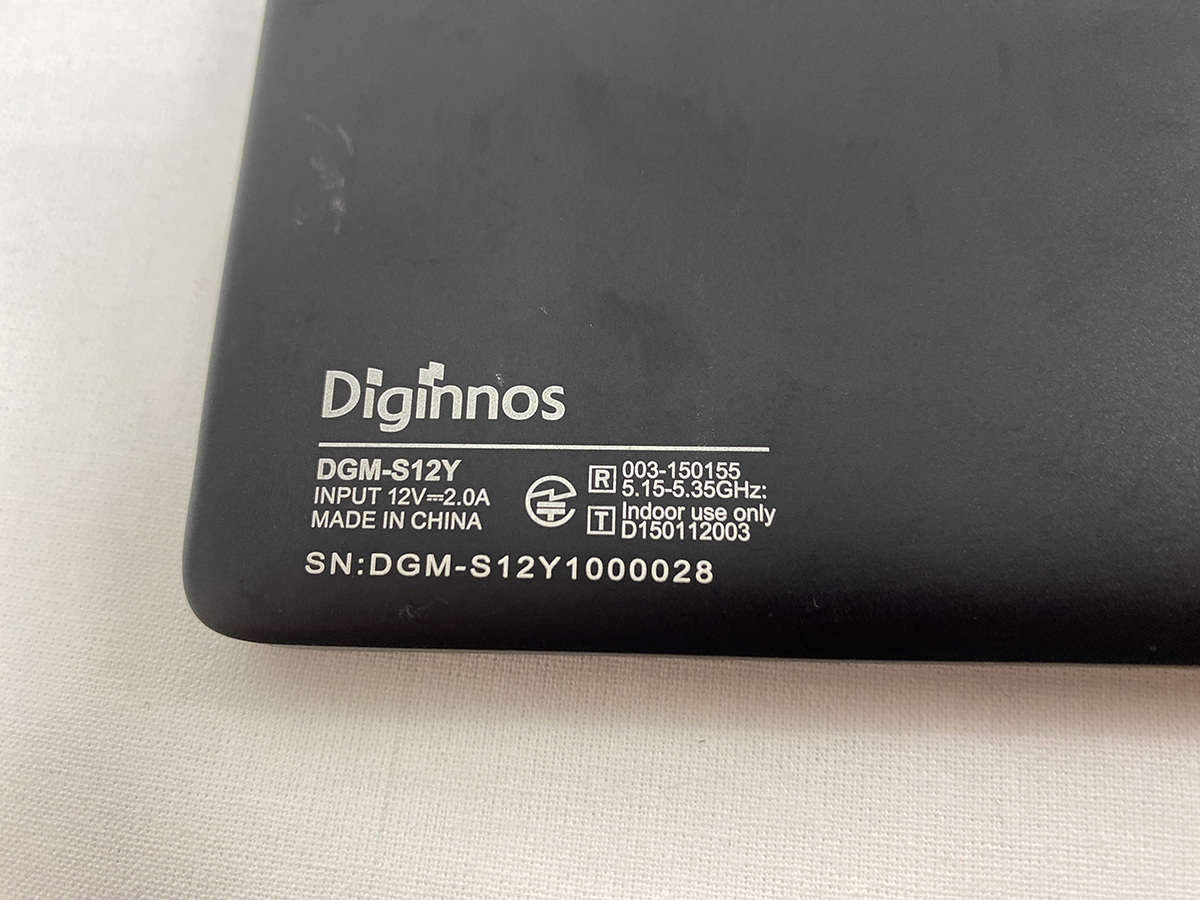 Diginnos
DGM-S12Y
INPUT 12V⎓2.0A
MADE IN CHINA
R 003-150155
5.15-5.35GHz:
Indoor use only
T D150112003
SN:DGM-S12Y1000028